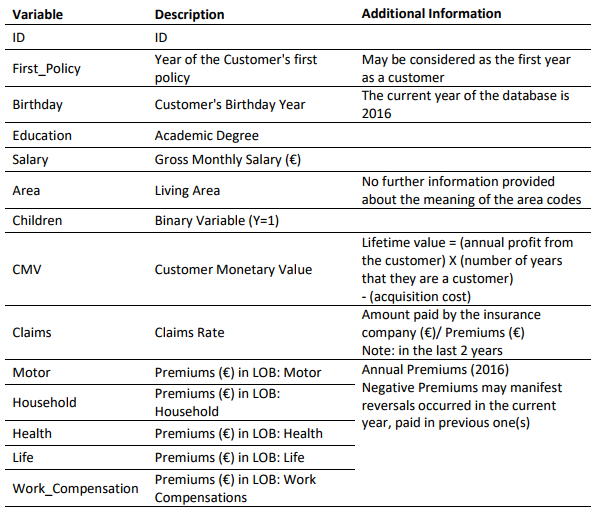 Variable Description Additional Information
ID ID
First_Policy Year of the Customer's first policy May be considered as the first year as a customer
Birthday Customer's Birthday Year The current year of the database is 2016
Education Academic Degree
Salary Gross Monthly Salary (€)
Area Living Area No further information provided about the meaning of the area codes
Children Binary Variable (Y=1)
CMV Customer Monetary Value Lifetime value = (annual profit from the customer) X (number of years that they are a customer) - (acquisition cost)
Claims Claims Rate Amount paid by the insurance company (€)/ Premiums (€) Note: in the last 2 years
Motor Premiums (€) in LOB: Motor Annual Premiums (2016)
Household Premiums (€) in LOB: Household Negative Premiums may manifest reversals occurred in the current year, paid in previous one(s)
Health Premiums (€) in LOB: Health
Life Premiums (€) in LOB: Life
Work_Compensation Premiums (€) in LOB: Work Compensations